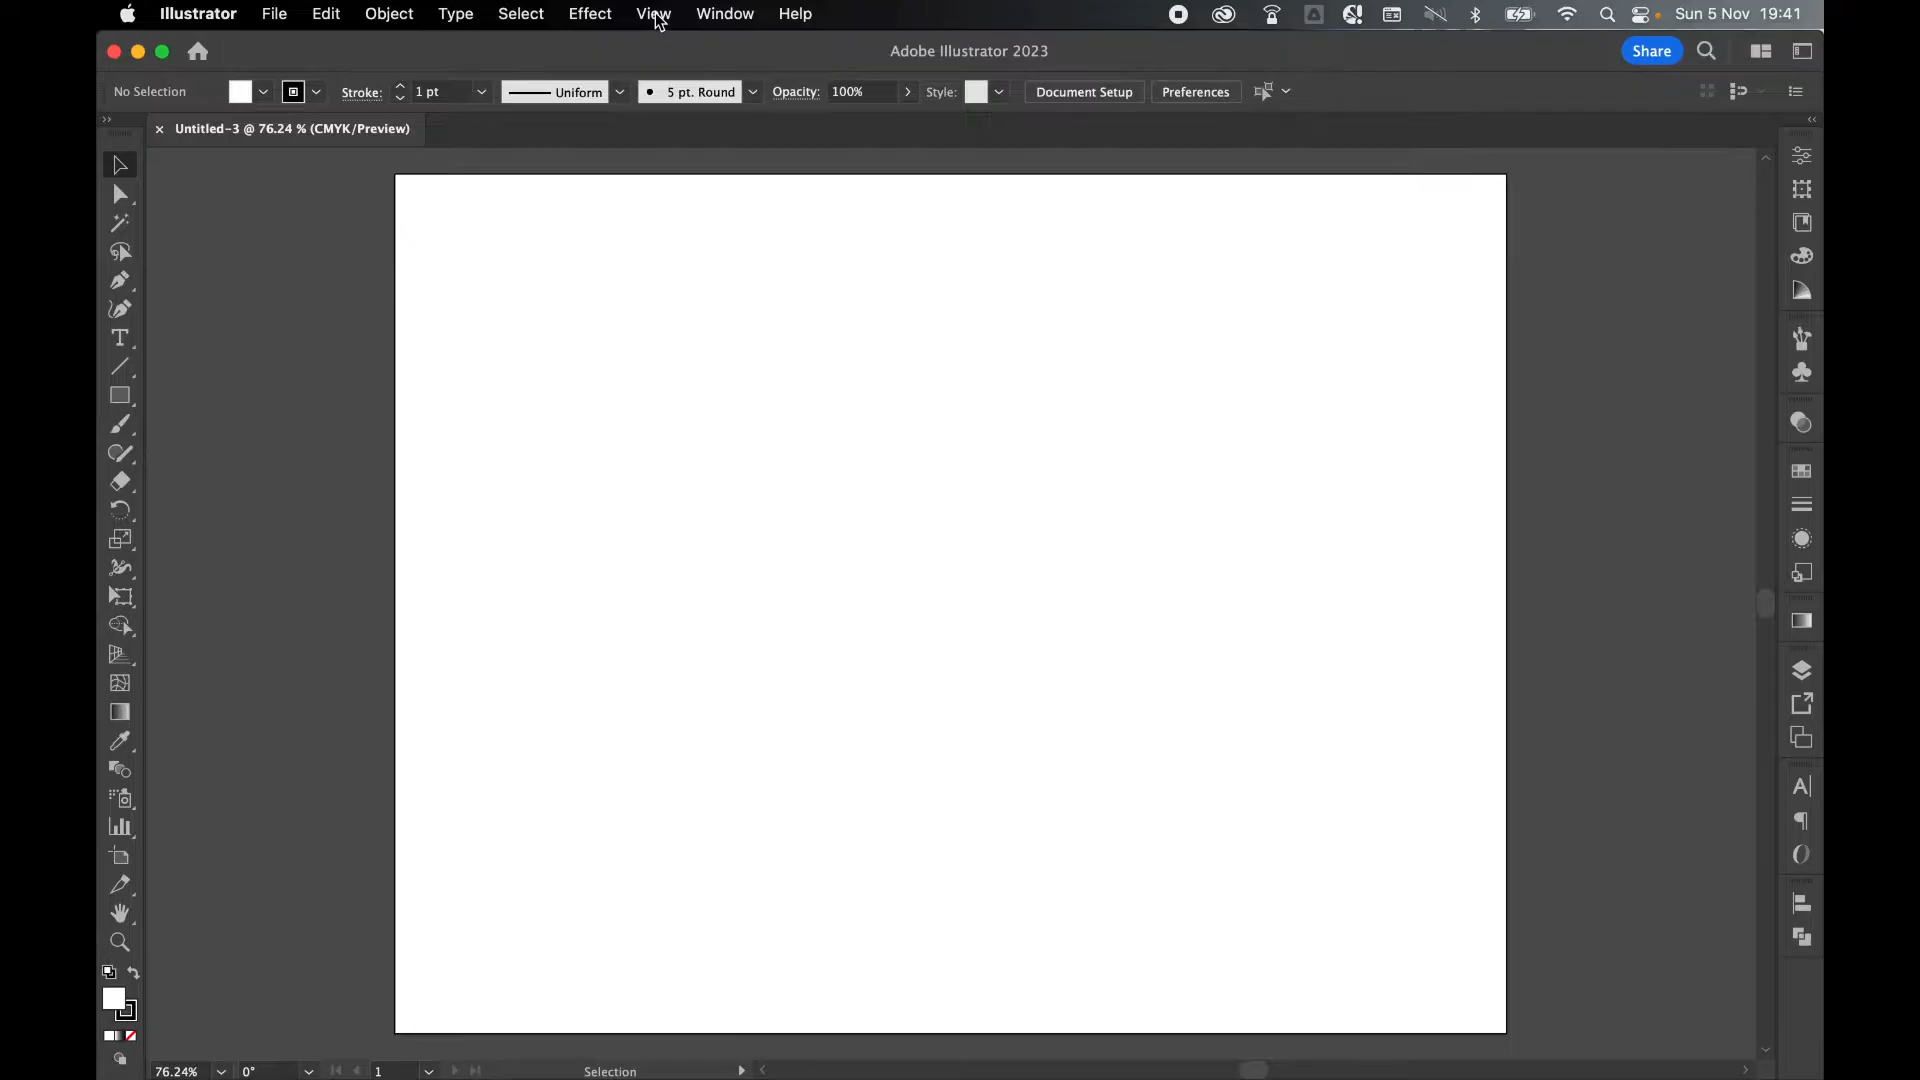 Illustrator File Edit Object Type Select Effect View Window Help Sun 5 Nov 19:41
Adobe Illustrator 2023 Share
No Selection Stroke: 1 pt Uniform 5 pt. Round Opacity: 100% Style: Document Setup Preferences
Untitled-3 @ 76.24 % (CMYK/Preview)
76.24% 0° 1 Selection